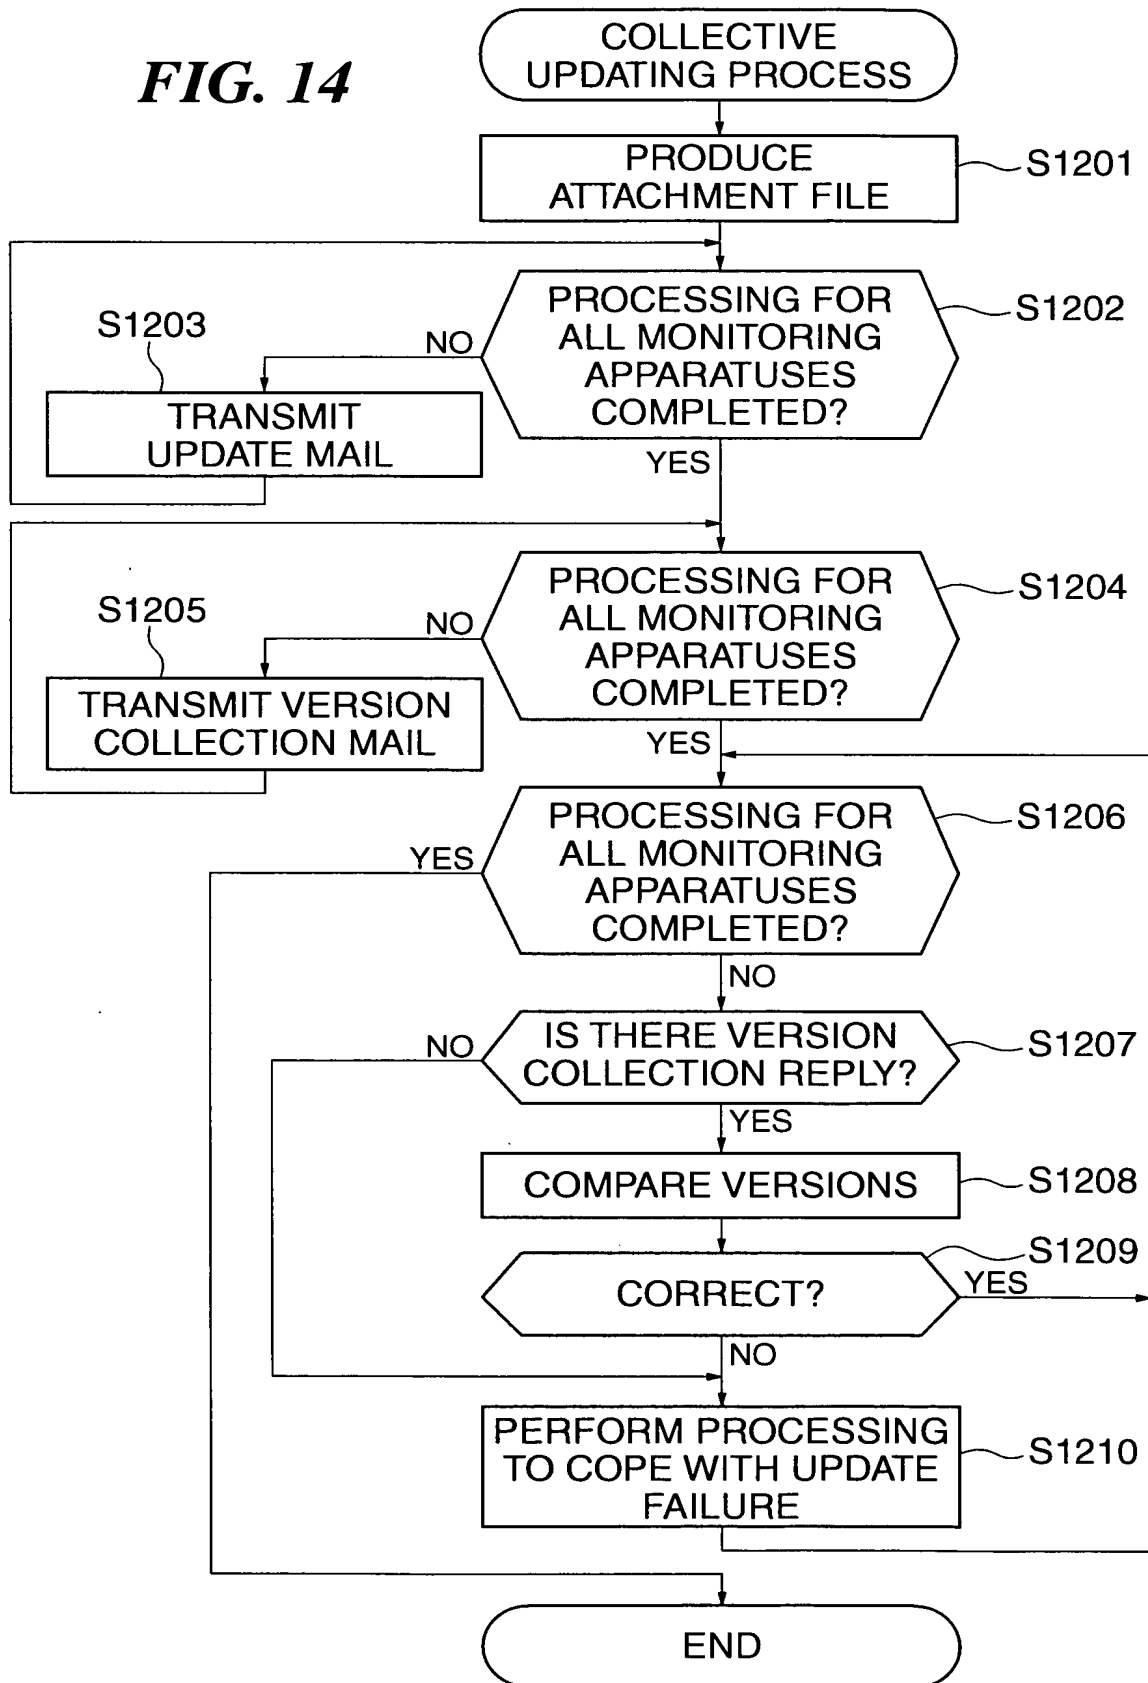 FIG. 14
COLLECTIVE
UPDATING PROCESS
PRODUCE
ATTACHMENT FILE
S1201
PROCESSING FOR
ALL MONITORING
APPARATUSES
COMPLETED?
S1202
NO
S1203
TRANSMIT
UPDATE MAIL
YES
PROCESSING FOR
ALL MONITORING
APPARATUSES
COMPLETED?
S1204
NO
S1205
TRANSMIT VERSION
COLLECTION MAIL
YES
PROCESSING FOR
ALL MONITORING
APPARATUSES
COMPLETED?
S1206
YES
NO
IS THERE VERSION
COLLECTION REPLY?
S1207
NO
YES
COMPARE VERSIONS
S1208
CORRECT?
S1209
YES
NO
PERFORM PROCESSING
TO COPE WITH UPDATE
FAILURE
S1210
END